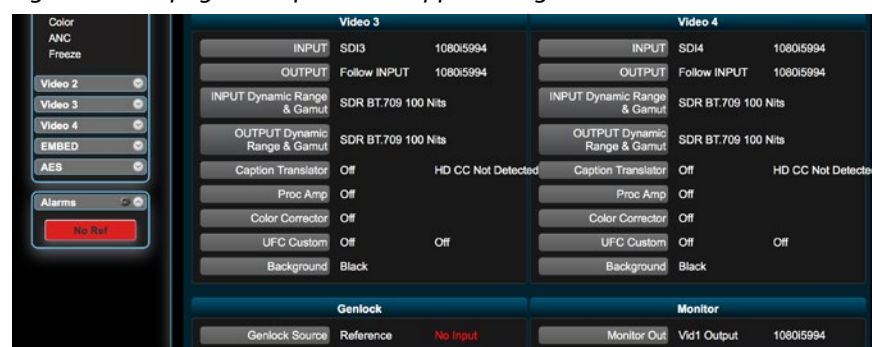 Color
ANC
Freeze
Video 2
Video 3
Video 4
EMBED
AES
Alarms
No Ref
Video 3
INPUT SDI3 1080i5994
OUTPUT Follow INPUT 1080i5994
INPUT Dynamic Range & Gamut SDR BT.709 100 Nits
OUTPUT Dynamic Range & Gamut SDR BT.709 100 Nits
Caption Translator Off HD CC Not Detected
Proc Amp Off
Color Corrector Off
UFC Custom Off Off
Background Black
Video 4
INPUT SDI4 1080i5994
OUTPUT Follow INPUT 1080i5994
INPUT Dynamic Range & Gamut SDR BT.709 100 Nits
OUTPUT Dynamic Range & Gamut SDR BT.709 100 Nits
Caption Translator Off HD CC Not Detecte
Proc Amp Off
Color Corrector Off
UFC Custom Off Off
Background Black
Genlock
Genlock Source Reference No Input
Monitor
Monitor Out Vid1 Output 1080i5994